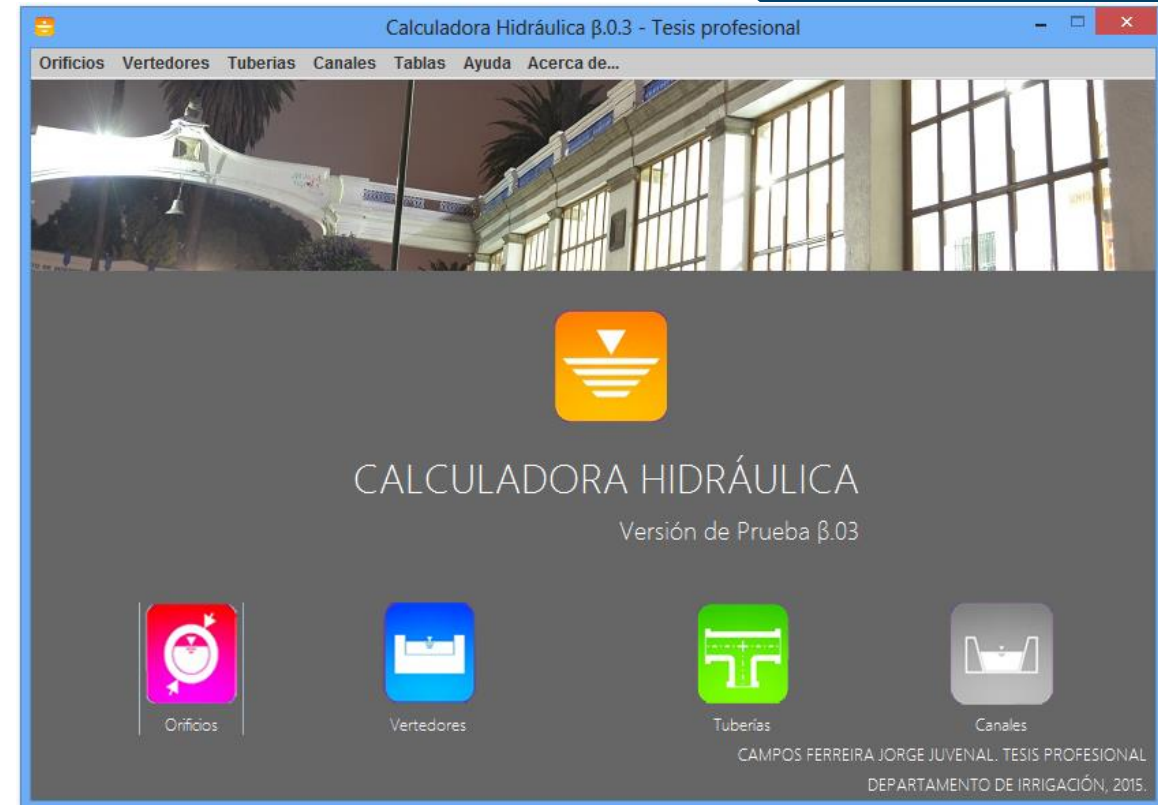 Calculadora Hidráulica β.0.3 - Tesis profesional
Orificios Vertedores Tuberias Canales Tablas Ayuda Acerca de...
CALCULADORA HIDRÁULICA
Versión de Prueba β.03
Orificios Vertedores Tuberías Canales
CAMPOS FERREIRA JORGE JUVENAL. TESIS PROFESIONAL
DEPARTAMENTO DE IRRIGACIÓN, 2015.